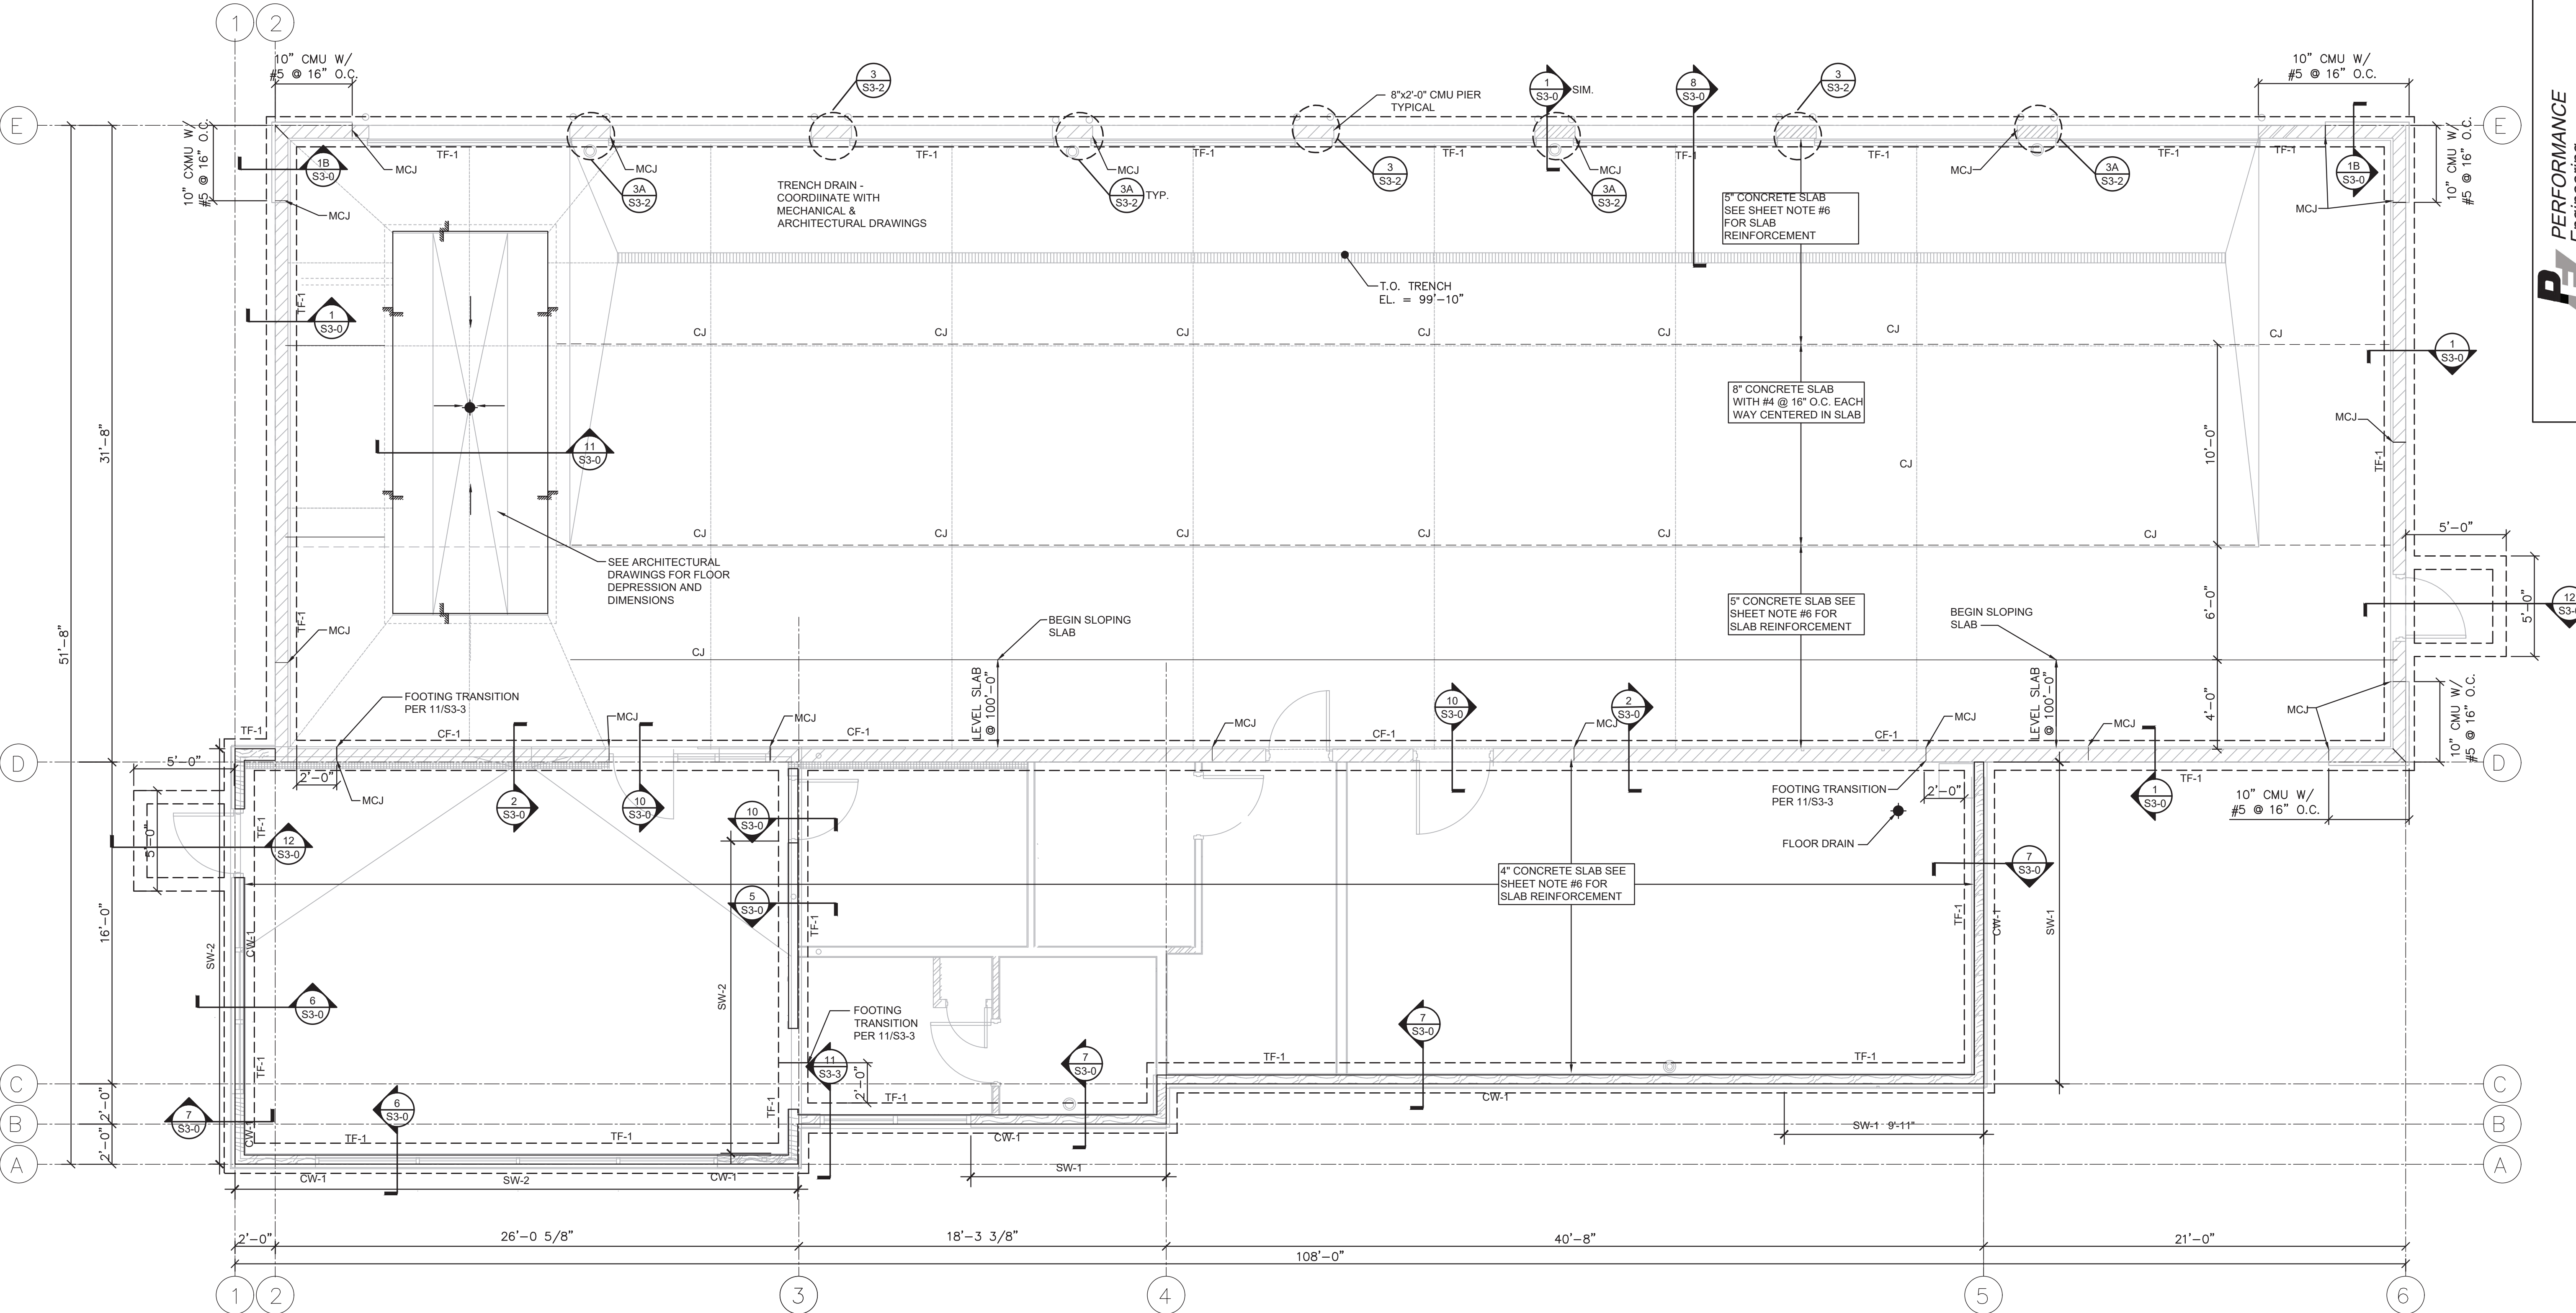 1
2
10" CMU W/
#5 @ 16" O.C.
3
S3-2
8"x2'-0" CMU PIER
TYPICAL
1
S3-0
SIM.
8
S3-0
3
S3-2
10" CMU W/
#5 @ 16" O.C.
PERFORMANCE
E
E
10" CXMU W/
#5 @ 16" O.C.
1B
S3-0
MCJ
MCJ
TF-1
MCJ
3A
S3-2
TRENCH DRAIN -
COORDIINATE WITH
MECHANICAL &
ARCHITECTURAL DRAWINGS
TF-1
MCJ
3A
S3-2
TYP.
TF-1
3
S3-2
TF-1
MCJ
3A
S3-2
TF-1
5" CONCRETE SLAB
SEE SHEET NOTE #6
FOR SLAB
REINFORCEMENT
TF-1
MCJ
3A
S3-2
TF-1
TF-1
MCJ
1B
S3-0
10" CMU W/
#5 @ 16" O.C.
TF-1
1
S3-0
T.O. TRENCH
EL. = 99'-10"
CJ
CJ
CJ
CJ
CJ
CJ
CJ
1
S3-0
8" CONCRETE SLAB
WITH #4 @ 16" O.C. EACH
WAY CENTERED IN SLAB
MCJ
31'-8"
11
S3-0
CJ
10'-0"
TF-1
CJ
CJ
CJ
CJ
CJ
CJ
5'-0"
SEE ARCHITECTURAL
DRAWINGS FOR FLOOR
DEPRESSION AND
DIMENSIONS
51'-8"
TF-1
MCJ
BEGIN SLOPING
SLAB
5" CONCRETE SLAB SEE
SHEET NOTE #6 FOR
SLAB REINFORCEMENT
BEGIN SLOPING
SLAB
6'-0"
5'-0"
12
CJ
LEVEL SLAB
@ 100'-0"
LEVEL SLAB
@ 100'-0"
4'-0"
10" CMU W/
#5 @ 16" O.C.
FOOTING TRANSITION
PER 11/S3-3
TF-1
CF-1
MCJ
MCJ
CF-1
MCJ
10
S3-0
CF-1
MCJ
2
S3-0
CF-1
MCJ
MCJ
MCJ
D
D
5'-0"
2'-0"
MCJ
2
S3-0
10
S3-0
10
S3-0
FOOTING TRANSITION
PER 11/S3-3
2'-0"
TF-1
1
S3-0
10" CMU W/
#5 @ 16" O.C.
5'-0"
TF-1
12
S3-0
FLOOR DRAIN
7
S3-0
4" CONCRETE SLAB SEE
SHEET NOTE #6 FOR
SLAB REINFORCEMENT
5
S3-0
TF-1
TF-1
CW-1
SW-1
16'-0"
SW-2
CW-1
6
S3-0
SW-2
FOOTING
TRANSITION
PER 11/S3-3
7
S3-0
TF-1
11
S3-3
2'-0"
7
S3-0
TF-1
TF-1
C
C
2'-0"
7
S3-0
CW-1
6
S3-0
TF-1
TF-1
TF-1
TF-1
CW-1
CW-1
B
B
SW-1 9'-11"
2'-0"
A
A
CW-1
SW-2
CW-1
SW-1
2'-0"
26'-0 5/8"
18'-3 3/8"
40'-8"
21'-0"
108'-0"
1
2
3
4
5
6